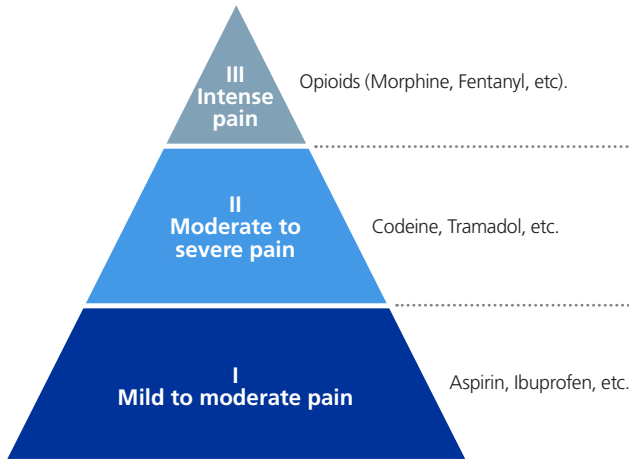 III
Intense
pain
Opioids (Morphine, Fentanyl, etc).
II
Moderate to
severe pain
Codeine, Tramadol, etc.
I
Mild to moderate pain
Aspirin, Ibuprofen, etc.